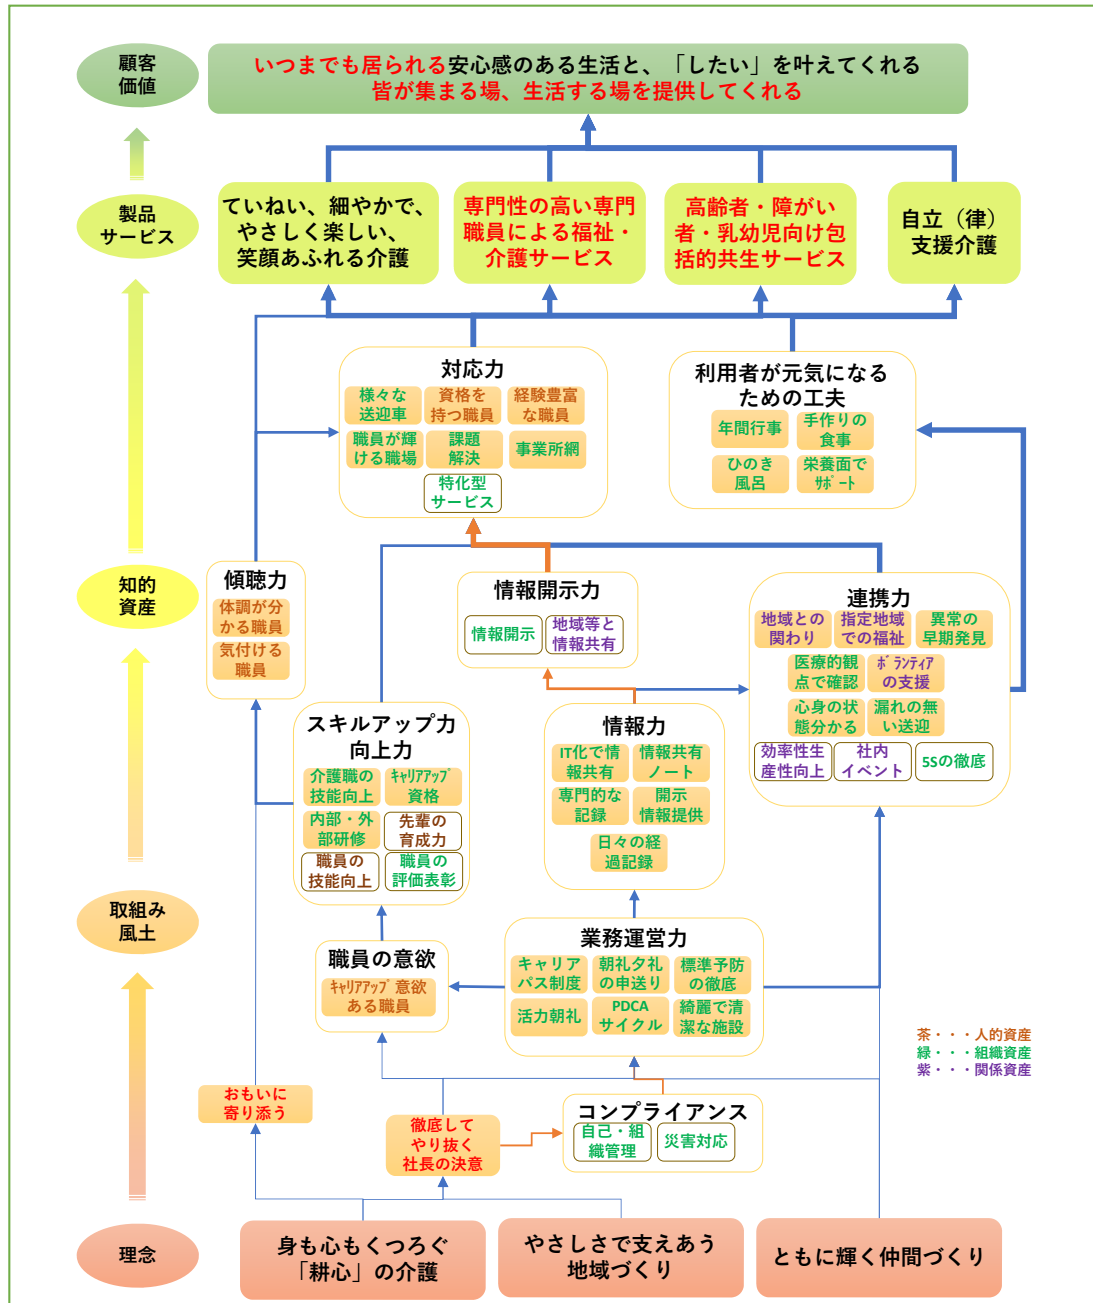 顧客
価値
いつまでも居られる安心感のある生活と、「したい」を叶えてくれる
皆が集まる場、生活する場を提供してくれる
製品
サービス
ていねい、細やかで、
やさしく楽しい、
笑顔あふれる介護
専門性の高い専門
職員による福祉・
介護サービス
高齢者・障がい
者・乳幼児向け包
括的共生サービス
自立（律）
支援介護
対応力
様々な
送迎車
資格を
持つ職員
経験豊富
な職員
職員が輝
ける職場
課題
解決
事業所網
特化型
サービス
利用者が元気になる
ための工夫
年間行事
手作りの
食事
ひのき
風呂
栄養面で
ｻﾎﾟｰﾄ
知的
資産
傾聴力
体調が分
かる職員
気付ける
職員
情報開示力
情報開示
地域等と
情報共有
連携力
地域との
関わり
指定地域
での福祉
異常の
早期発見
医療的観
点で確認
ﾎﾞﾗﾝﾃｨｱ
の支援
心身の状
態分かる
漏れの無
い送迎
効率性生
産性向上
社内
イベント
5Sの徹底
スキルアップ力
向上力
介護職の
技能向上
ｷｬﾘｱｱｯﾌﾟ
資格
内部・外
部研修
先輩の
育成力
職員の
技能向上
職員の
評価表彰
情報力
IT化で情
報共有
情報共有
ノート
専門的な
記録
開示
情報提供
日々の経
過記録
取組み
風土
職員の意欲
ｷｬﾘｱｱｯﾌﾟ意欲
ある職員
業務運営力
キャリア
パス制度
朝礼夕礼
の申送り
標準予防
の徹底
活力朝礼
PDCA
サイクル
綺麗で清
潔な施設
茶・・・人的資産
緑・・・組織資産
紫・・・関係資産
おもいに
寄り添う
徹底して
やり抜く
社長の決意
コンプライアンス
自己・組
織管理
災害対応
理念
身も心もくつろぐ
「耕心」の介護
やさしさで支えあう
地域づくり
ともに輝く仲間づくり